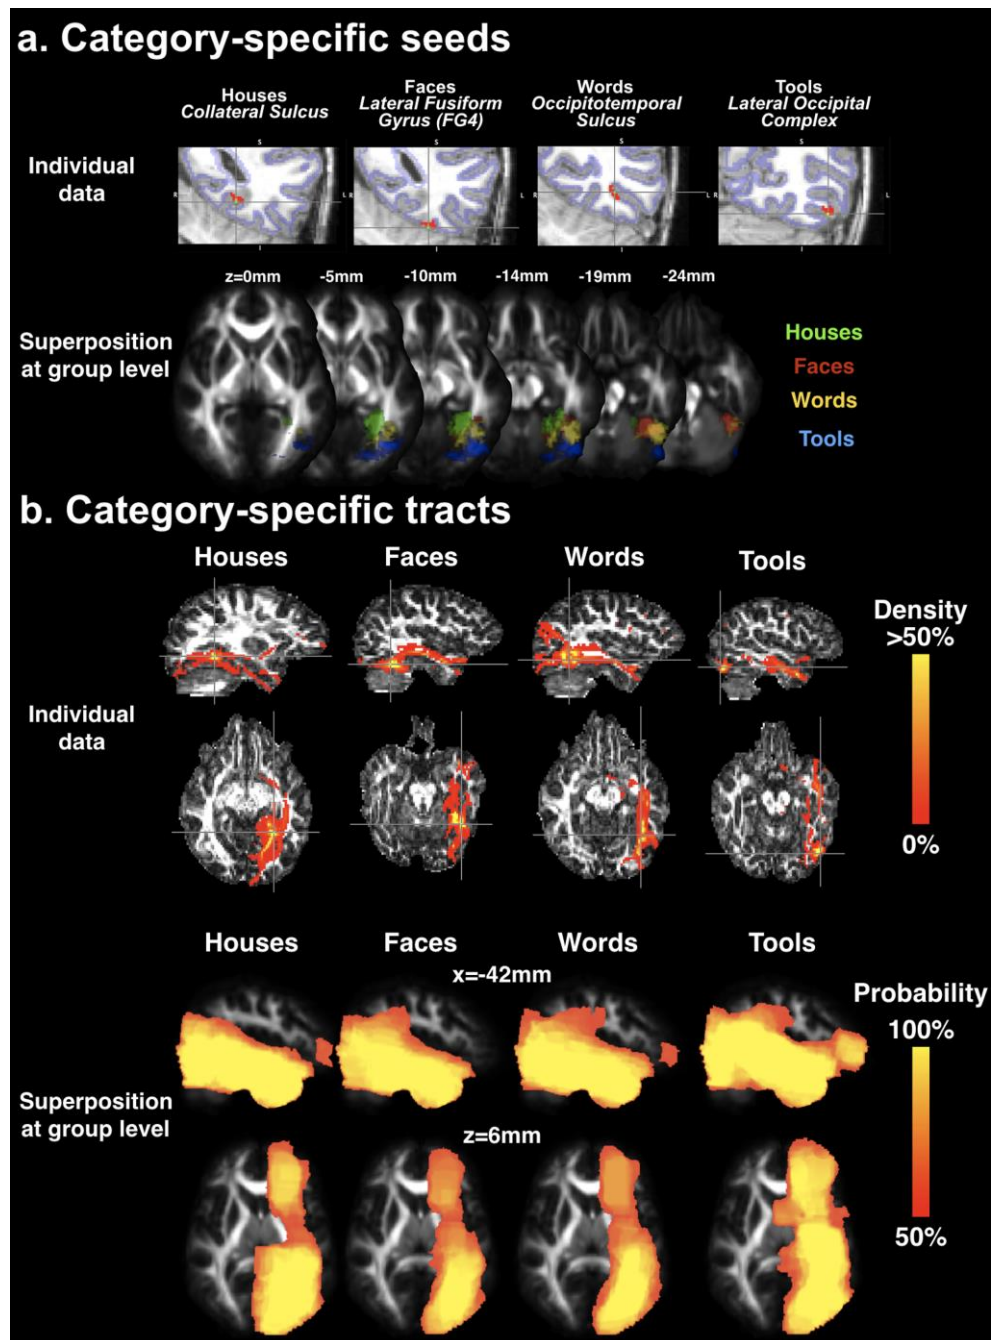 a. Category-specific seeds
Houses
Collateral Sulcus
Faces
Lateral Fusiform
Gyrus (FG4)
Words
Occipitotemporal
Sulcus
Tools
Lateral Occipital
Complex
Individual
data
S
R
L
I
S
R
L
I
S
R
L
I
S
R
L
I
z=0mm -5mm -10mm -14mm -19mm -24mm
Superposition
at group level
Houses
Faces
Words
Tools
b. Category-specific tracts
Houses Faces Words Tools
Density
>50%
0%
Individual
data
Houses Faces Words Tools
x=-42mm
Probability
100%
50%
Superposition
at group level
z=6mm